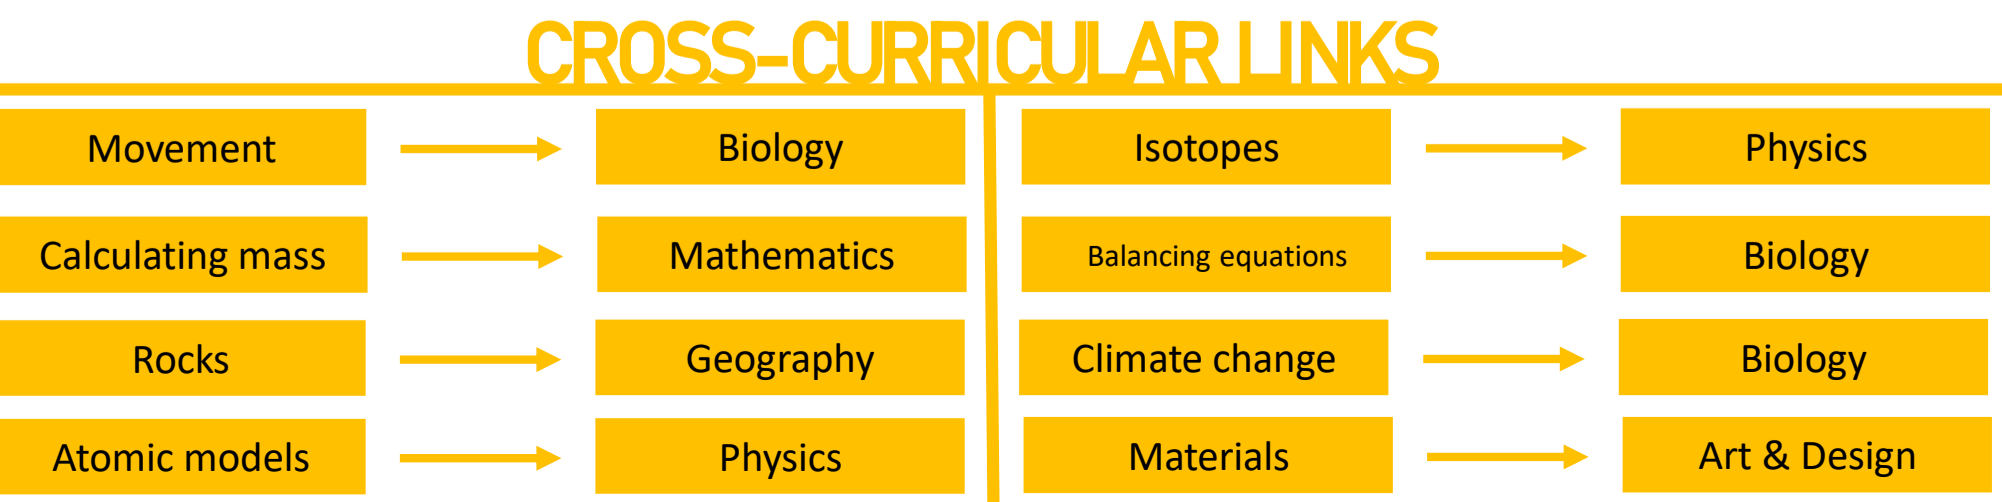 CROSS-CURRICULAR LINKS
Movement
Biology
Calculating mass
Mathematics
Rocks
Geography
Atomic models
Physics
Isotopes
Physics
Balancing equations
Biology
Climate change
Biology
Materials
Art & Design